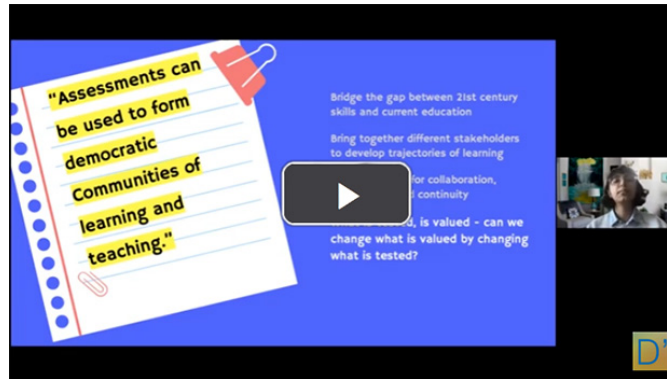 "Assessments can
be used to form
democratic
Communities of
learning and
teaching."
Bridge the gap between 21st century
skills and current education
Bring together different stakeholders
to develop trajectories of learning
for collaboration,
continuity
is valued - can we
change what is valued by changing
what is tested?
D'